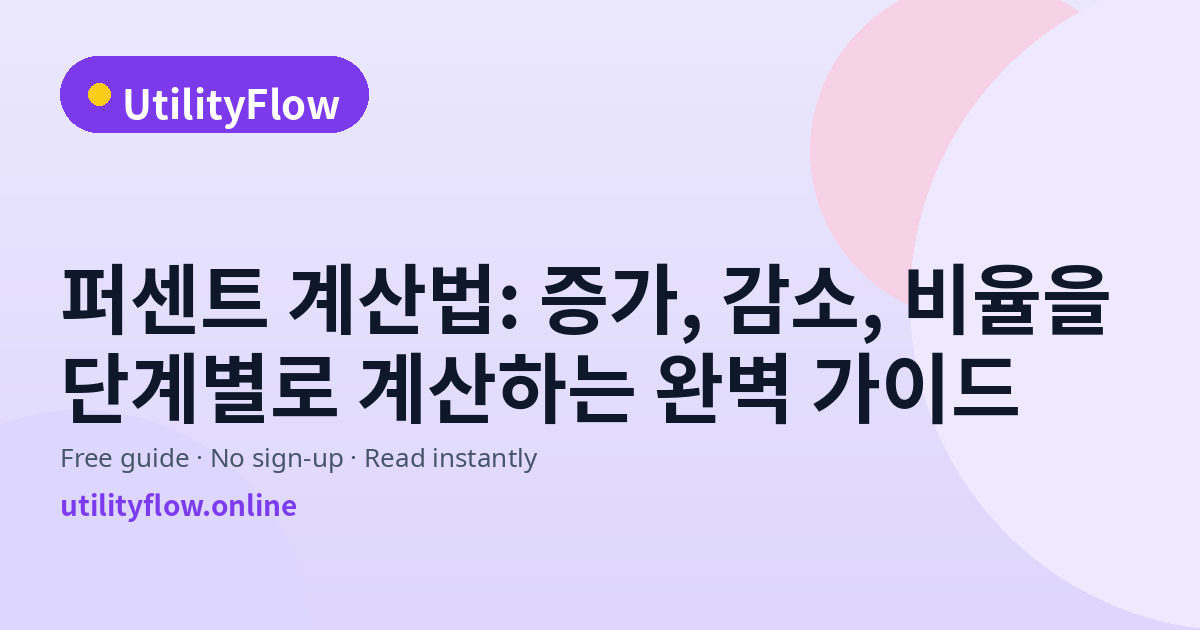 UtilityFlow
퍼센트 계산법: 증가, 감소, 비율을
단계별로 계산하는 완벽 가이드
Free guide · No sign-up · Read instantly
utilityflow.online